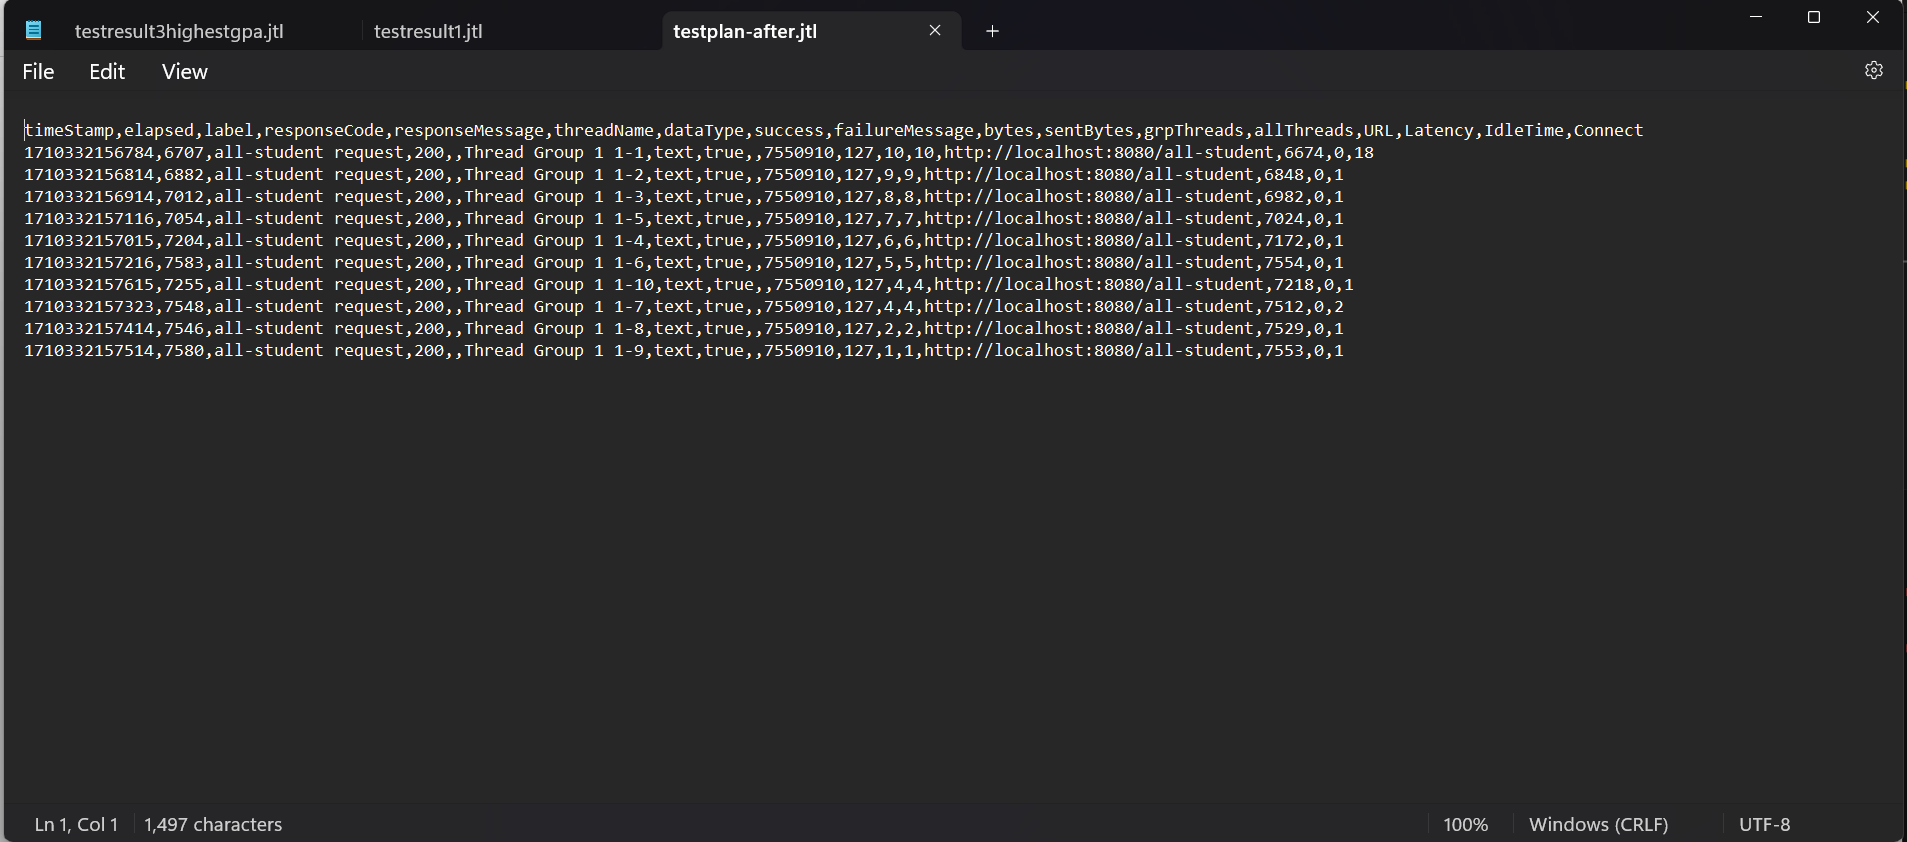 testresult3highestgpa.jtl testresult1.jtl testplan-after.jtl
File Edit View
timeStamp,elapsed,label,responseCode,responseMessage,threadName,dataType,success,failureMessage,bytes,sentBytes,grpThreads,allThreads,URL,Latency,IdleTime,Connect
1710332156784,6707,all-student request,200,,Thread Group 1 1-1,text,true,,7550910,127,10,10,http://localhost:8080/all-student,6674,0,18
1710332156814,6882,all-student request,200,,Thread Group 1 1-2,text,true,,7550910,127,9,9,http://localhost:8080/all-student,6848,0,1
1710332156914,7012,all-student request,200,,Thread Group 1 1-3,text,true,,7550910,127,8,8,http://localhost:8080/all-student,6982,0,1
1710332157116,7054,all-student request,200,,Thread Group 1 1-5,text,true,,7550910,127,7,7,http://localhost:8080/all-student,7024,0,1
1710332157015,7204,all-student request,200,,Thread Group 1 1-4,text,true,,7550910,127,6,6,http://localhost:8080/all-student,7172,0,1
1710332157216,7583,all-student request,200,,Thread Group 1 1-6,text,true,,7550910,127,5,5,http://localhost:8080/all-student,7554,0,1
1710332157615,7255,all-student request,200,,Thread Group 1 1-10,text,true,,7550910,127,4,4,http://localhost:8080/all-student,7218,0,1
1710332157323,7548,all-student request,200,,Thread Group 1 1-7,text,true,,7550910,127,4,4,http://localhost:8080/all-student,7512,0,2
1710332157414,7546,all-student request,200,,Thread Group 1 1-8,text,true,,7550910,127,2,2,http://localhost:8080/all-student,7529,0,1
1710332157514,7580,all-student request,200,,Thread Group 1 1-9,text,true,,7550910,127,1,1,http://localhost:8080/all-student,7553,0,1
Ln 1, Col 1 1,497 characters 100% Windows (CRLF) UTF-8